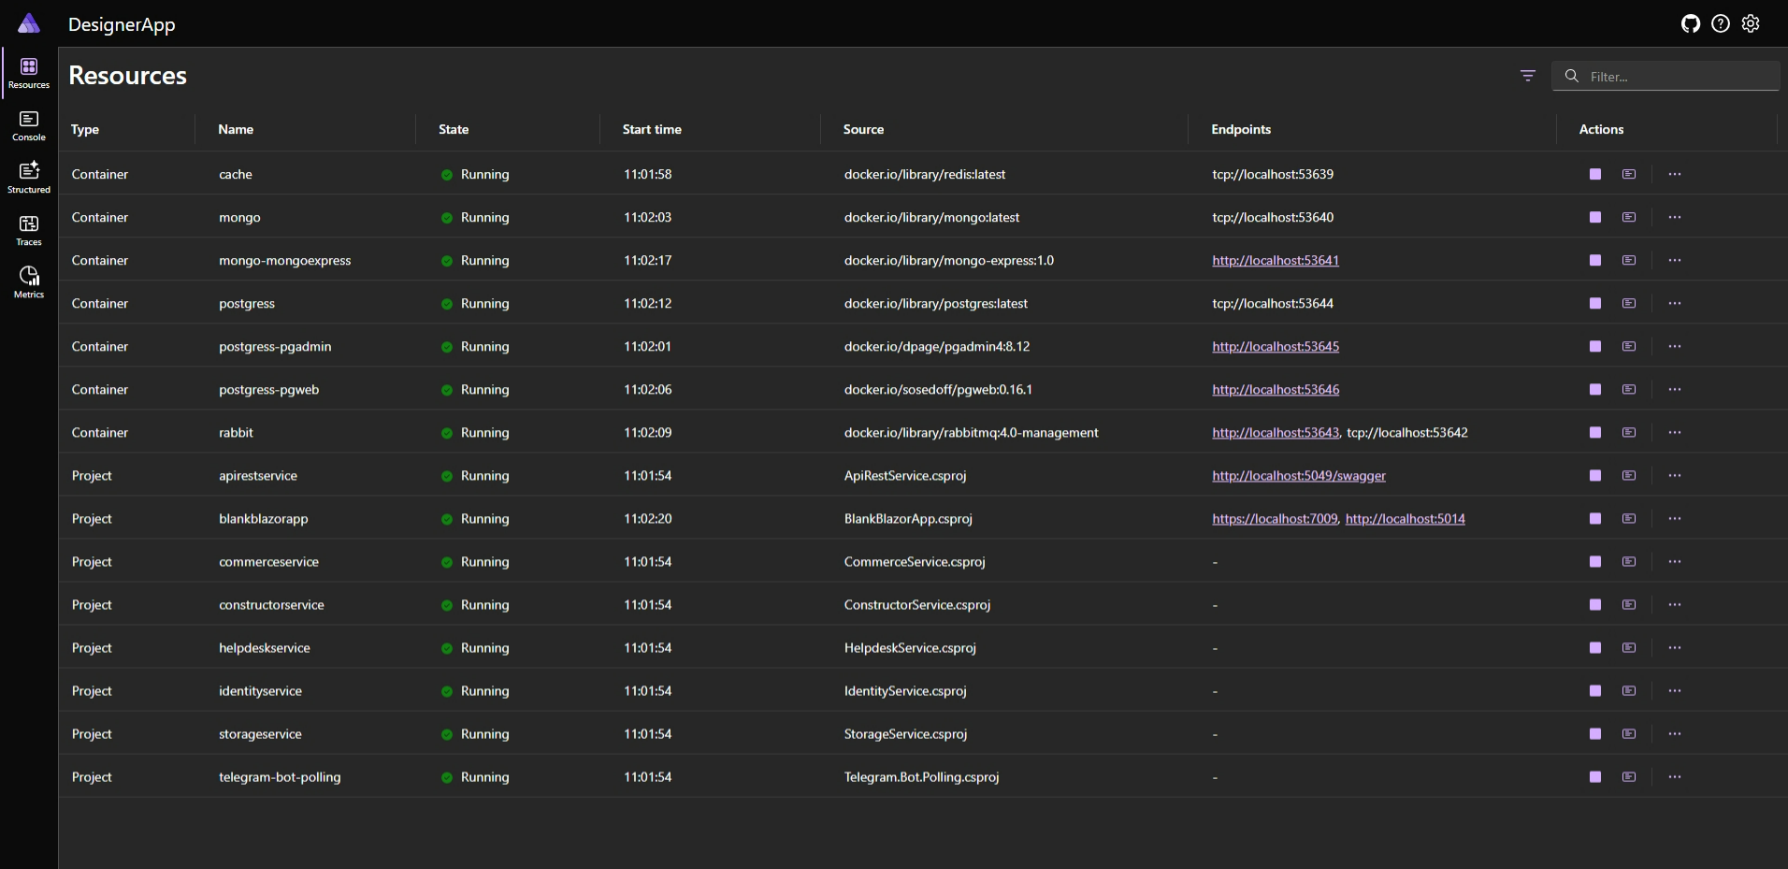 DesignerApp
Resources
Resources
Filter...
Console
Structured
Traces
Metrics
Type Name State Start time Source Endpoints Actions
Container cache Running 11:01:58 docker.io/library/redis:latest tcp://localhost:53639
Container mongo Running 11:02:03 docker.io/library/mongo:latest tcp://localhost:53640
Container mongo-mongoexpress Running 11:02:17 docker.io/library/mongo-express:1.0 http://localhost:53641
Container postgress Running 11:02:12 docker.io/library/postgres:latest tcp://localhost:53644
Container postgress-pgadmin Running 11:02:01 docker.io/dpage/pgadmin4:8.12 http://localhost:53645
Container postgress-pgweb Running 11:02:06 docker.io/sosedoff/pgweb:0.16.1 http://localhost:53646
Container rabbit Running 11:02:09 docker.io/library/rabbitmq:4.0-management http://localhost:53643, tcp://localhost:53642
Project apirestservice Running 11:01:54 ApiRestService.csproj http://localhost:5049/swagger
Project blankblazorapp Running 11:02:20 BlankBlazorApp.csproj https://localhost:7009, http://localhost:5014
Project commerceservice Running 11:01:54 CommerceService.csproj -
Project constructorservice Running 11:01:54 ConstructorService.csproj -
Project helpdeskservice Running 11:01:54 HelpdeskService.csproj -
Project identityservice Running 11:01:54 IdentityService.csproj -
Project storageservice Running 11:01:54 StorageService.csproj -
Project telegram-bot-polling Running 11:01:54 Telegram.Bot.Polling.csproj -